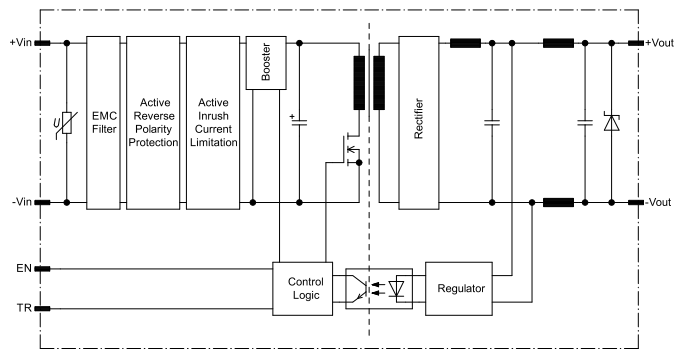 +Vin
-Vin
EN
TR
U
EMC
Filter
Active
Reverse
Polarity
Protection
Active
Inrush
Current
Limitation
Booster
+
Rectifier
+Vout
-Vout
Control
Logic
Regulator